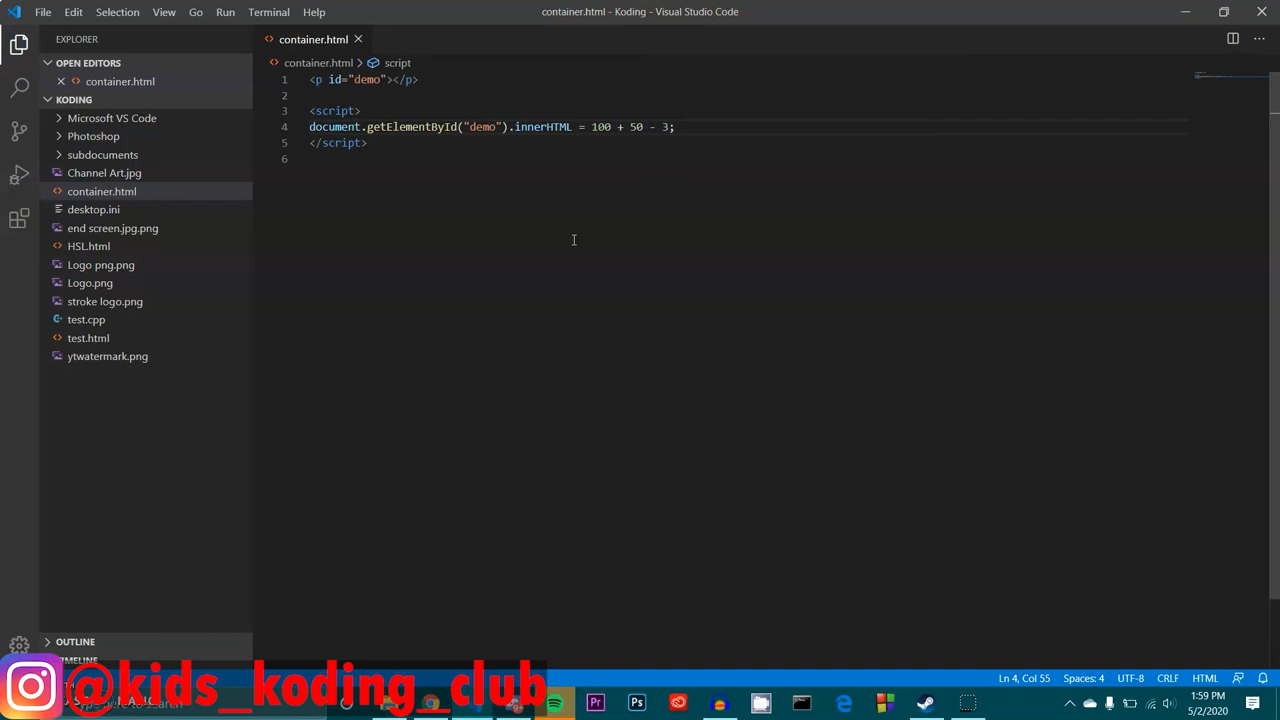 File Edit Selection View Go Run Terminal Help
container.html - Koding - Visual Studio Code
EXPLORER
OPEN EDITORS
container.html
KODING
Microsoft VS Code
Photoshop
subdocuments
Channel Art.jpg
container.html
desktop.ini
end screen.jpg.png
HSL.html
Logo png.png
Logo.png
stroke logo.png
test.cpp
test.html
ytwatermark.png
OUTLINE
container.html
container.html > script
1 <p id="demo"></p>
2
3 <script>
4 document.getElementById("demo").innerHTML = 100 + 50 - 3;
5 </script>
6
Ln 4, Col 55 Spaces: 4 UTF-8 CRLF HTML
@kids_koding_club
Pr Ps
1:59 PM
5/2/2020